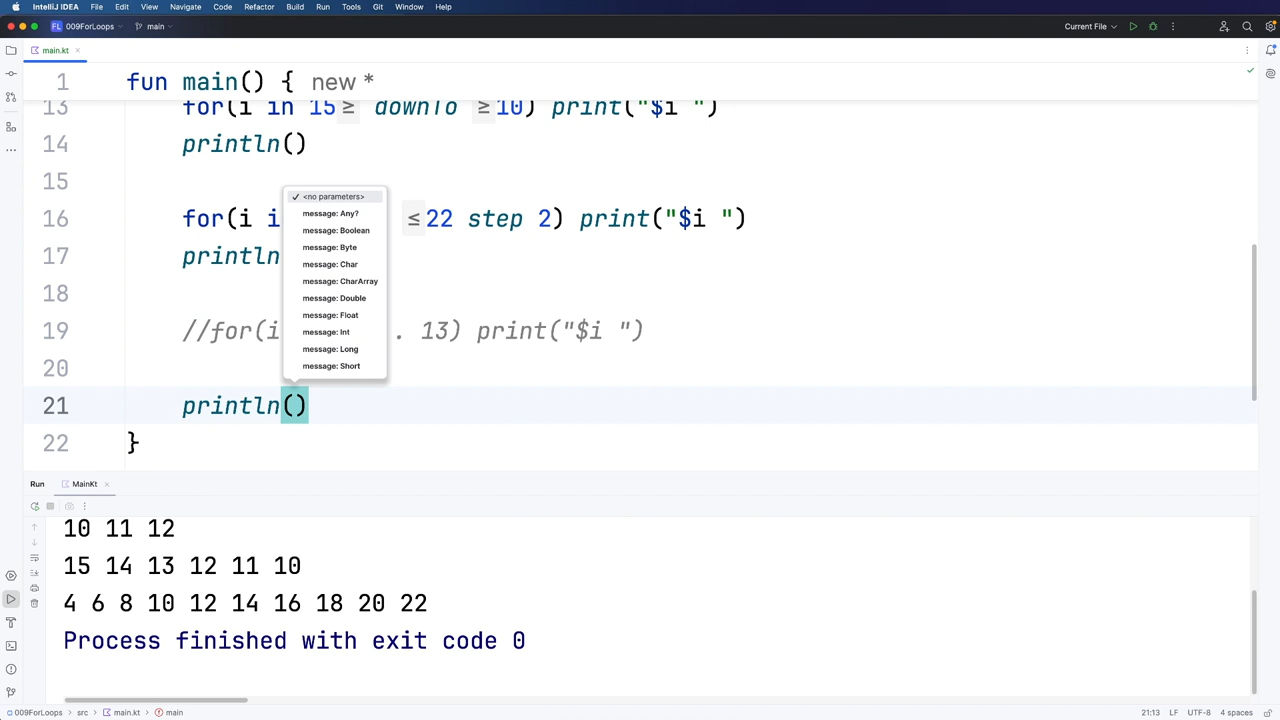 IntelliJ IDEA File Edit View Navigate Code Refactor Build Run Tools Git Window Help
FL 009ForLoops main Current File
main.kt
1 fun main() { new *
13 for(i in 15≥ downTo ≥10) print("$i ")
14 println()
15
<no parameters>
message: Any?
16 for(i i ≤22 step 2) print("$i ")
message: Boolean
message: Byte
17 println
message: Char
message: CharArray
18
message: Double
message: Float
19 //for(i . 13) print("$i ")
message: Int
message: Long
20
message: Short
21 println()
22 }
Run MainKt
10 11 12
15 14 13 12 11 10
4 6 8 10 12 14 16 18 20 22
Process finished with exit code 0
009ForLoops > src > main.kt > main 21:13 LF UTF-8 4 spaces